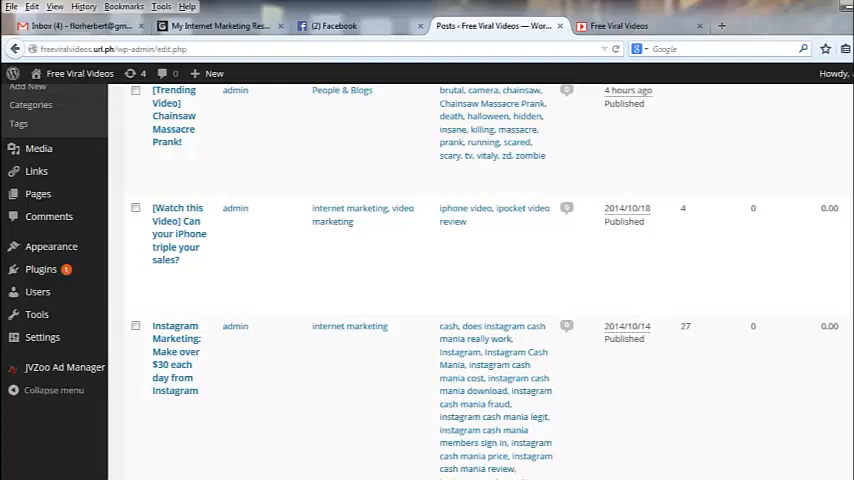 File Edit View History Bookmarks Tools Help
Inbox (4) - florherbert@gm... × My Internet Marketing Res... × (2) Facebook × Posts ‹ Free Viral Videos — Wor... × Free Viral Videos × +
freeviralvideos.url.ph/wp-admin/edit.php Google
Free Viral Videos 4 0 + New Howdy,
Add New
Categories
Tags
Media
Links
Pages
Comments
Appearance
Plugins 1
Users
Tools
Settings
JVZoo Ad Manager
Collapse menu
[Trending
Video]
Chainsaw
Massacre
Prank!
admin
People & Blogs
brutal, camera, chainsaw,
Chainsaw Massacre Prank,
death, halloween, hidden,
insane, killing, massacre,
prank, running, scared,
scary, tv, vitaly, zd, zombie
0
4 hours ago
Published
[Watch this
Video] Can
your iPhone
triple your
sales?
admin
internet marketing, video
marketing
iphone video, ipocket video
review
0
2014/10/18
Published
4
0
0.00
Instagram
Marketing:
Make over
$30 each
day from
Instagram
admin
internet marketing
cash, does instagram cash
mania really work,
Instagram, Instagram Cash
Mania, instagram cash
mania cost, instagram cash
mania download, instagram
cash mania fraud,
instagram cash mania legit,
instagram cash mania
members sign in, instagram
cash mania price, instagram
cash mania review,
0
2014/10/14
Published
27
0
0.00